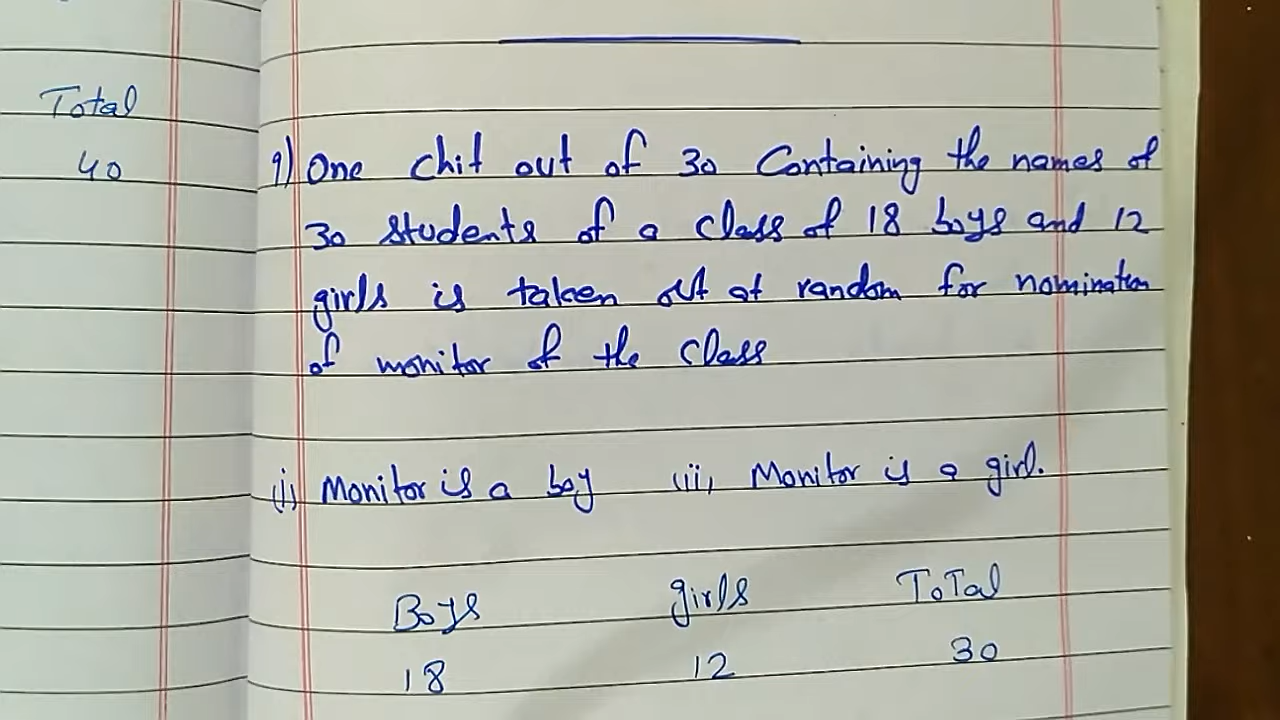 Total
40
9) One chit out of 30 Containing the names of
30 students of a class of 18 boys and 12
girls is taken out at random for nomination
of monitor of the class
(i) Monitor is a boy (ii) Monitor is a girl.
Boys girls ToTal
18 12 30